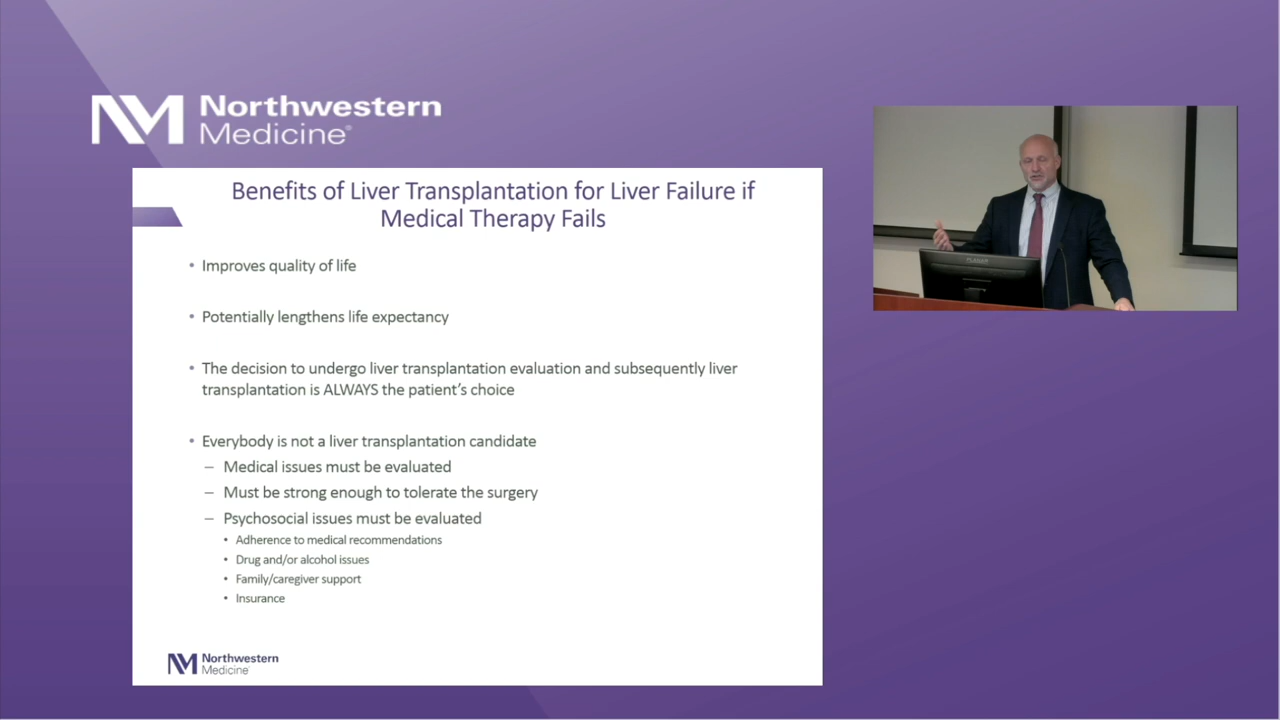 Northwestern
Medicine®
Benefits of Liver Transplantation for Liver Failure if
Medical Therapy Fails
• Improves quality of life
• Potentially lengthens life expectancy
• The decision to undergo liver transplantation evaluation and subsequently liver
transplantation is ALWAYS the patient's choice
• Everybody is not a liver transplantation candidate
– Medical issues must be evaluated
– Must be strong enough to tolerate the surgery
– Psychosocial issues must be evaluated
• Adherence to medical recommendations
• Drug and/or alcohol issues
• Family/caregiver support
• Insurance
Northwestern
Medicine
PLANAR